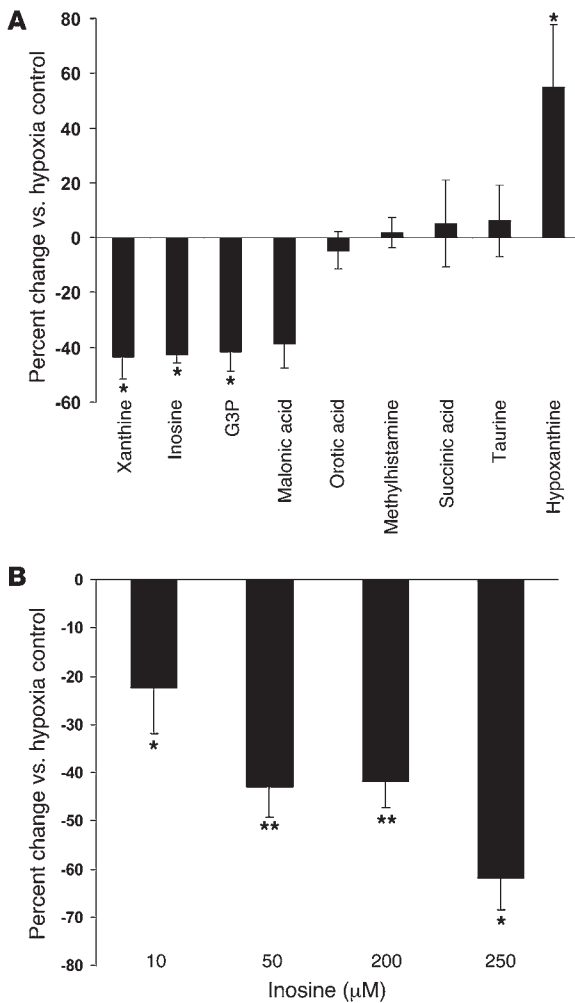 A
Percent change vs. hypoxia control
80
60
40
20
0
-20
-40
-60
*
*
*
*
Xanthine
Inosine
G3P
Malonic acid
Orotic acid
Methylhistamine
Succinic acid
Taurine
Hypoxanthine
B
Percent change vs. hypoxia control
0
-10
-20
-30
-40
-50
-60
-70
-80
*
**
**
*
10 50 200 250
Inosine (μM)